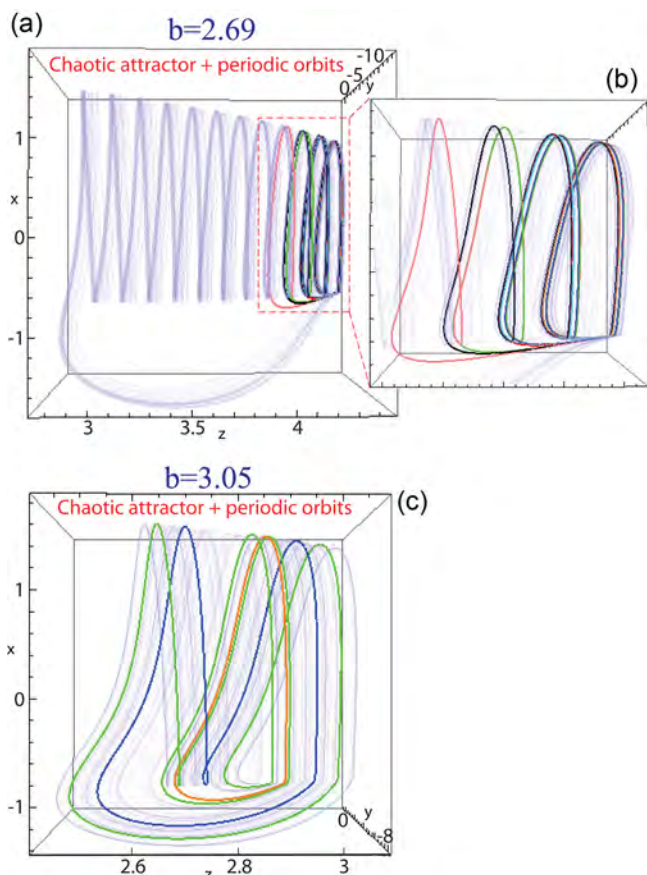 (a)
b=2.69
Chaotic attractor + periodic orbits
-10
-5
0
y
(b)
1
x
0
-1
3
3.5
4
z
b=3.05
Chaotic attractor + periodic orbits
(c)
1
x
0
-1
y
0
-8
2.6
2.8
3
z